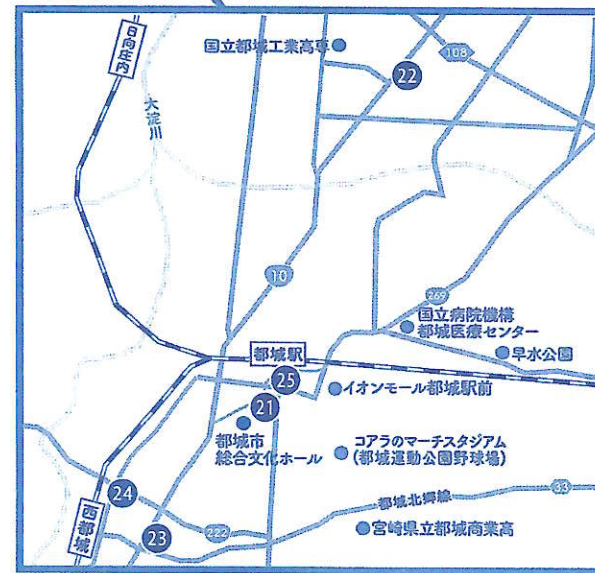 日向庄内
国立都城工業高専
108
22
大淀川
10
269
国立病院機構
都城医療センター
早水公園
都城駅
25
イオンモール都城駅前
21
都城市
総合文化ホール
コアラのマーチスタジアム
(都城運動公園野球場)
24
西都城
23
222
都城北郷線
33
宮崎県立都城商業高